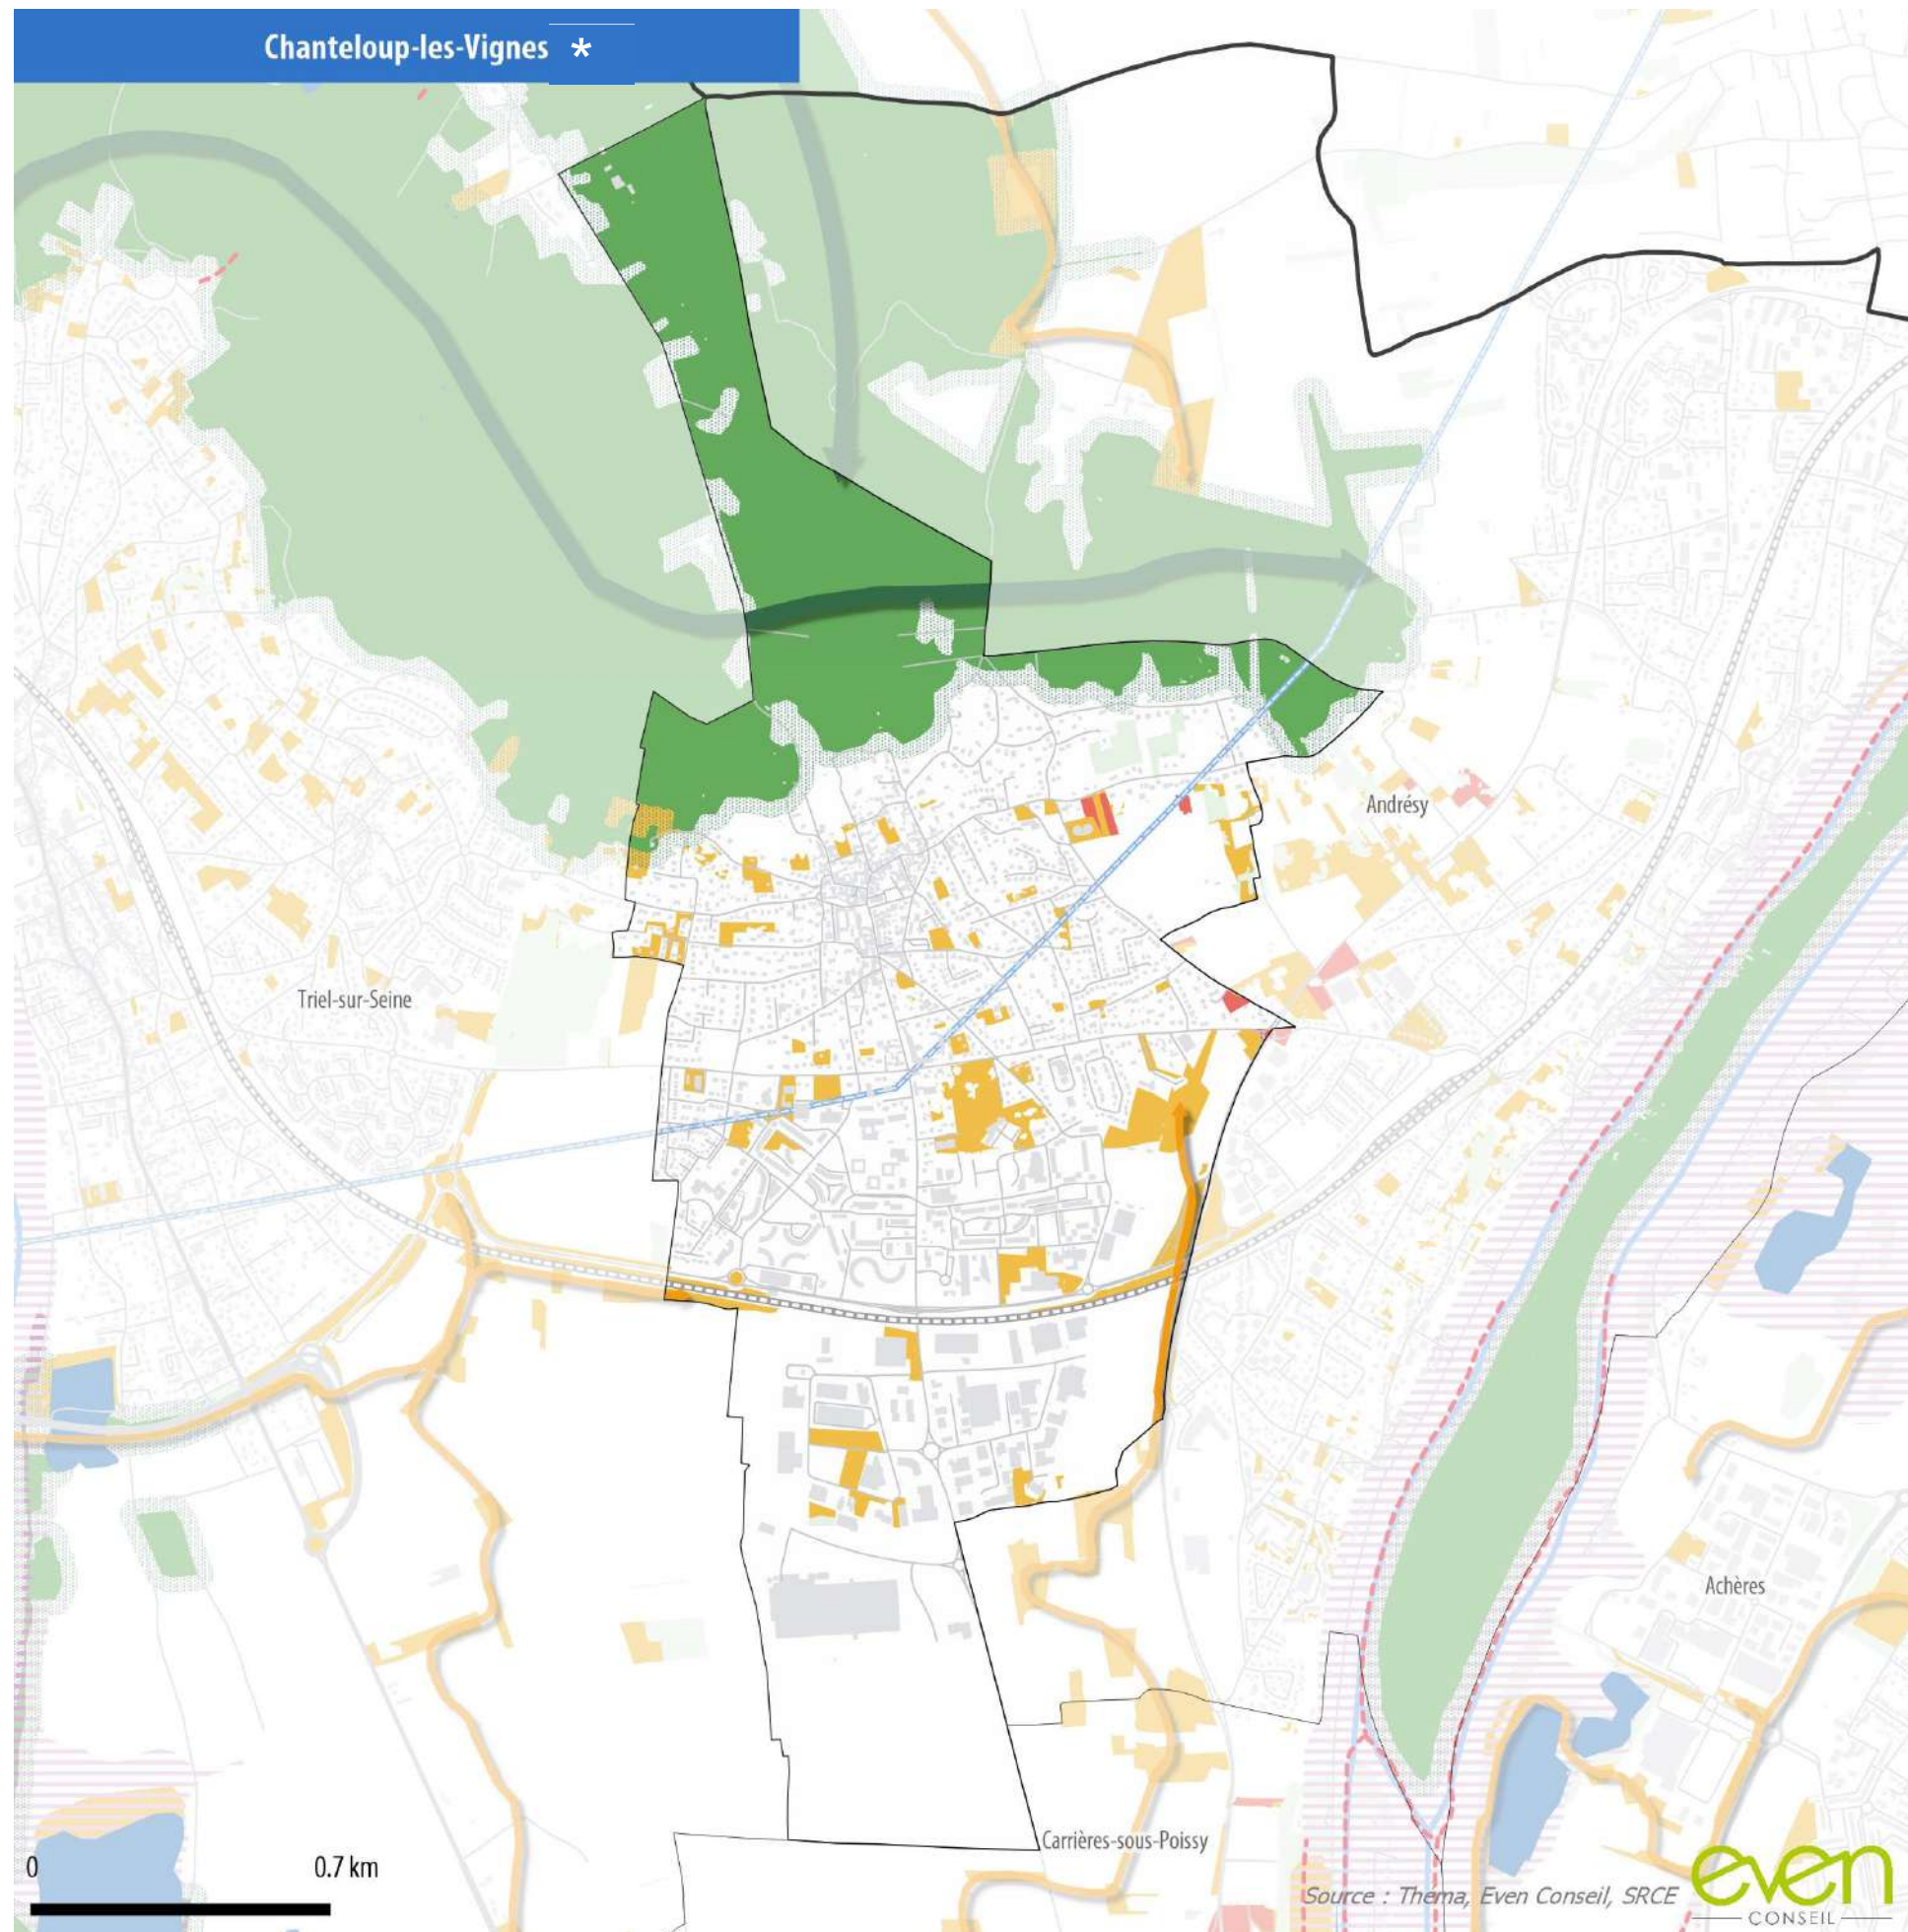 Chanteloup-les-Vignes *
Andrésy
Triel-sur-Seine
Achères
Carrières-sous-Poissy
0 0.7 km
Source : Thema, Even Conseil, SRCE
even
CONSEIL